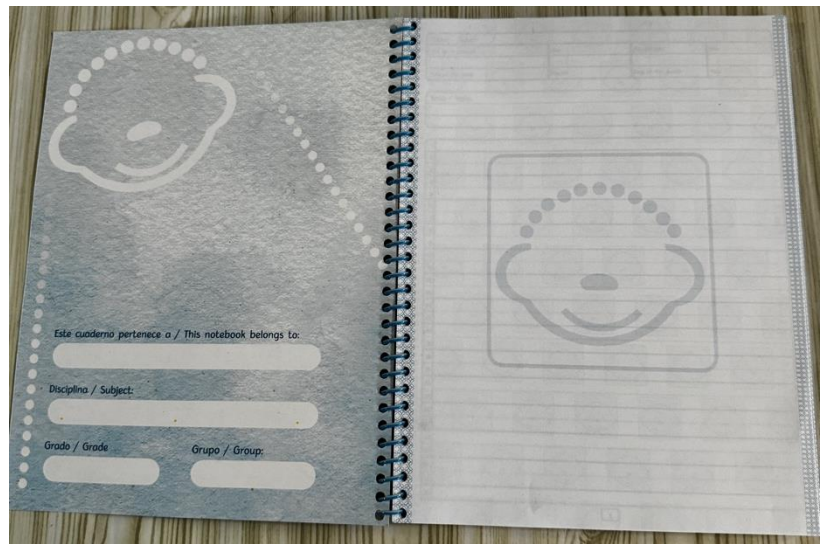 Este cuaderno pertenece a / This notebook belongs to:
Disciplina / Subject:
Grado / Grade
Grupo / Group: